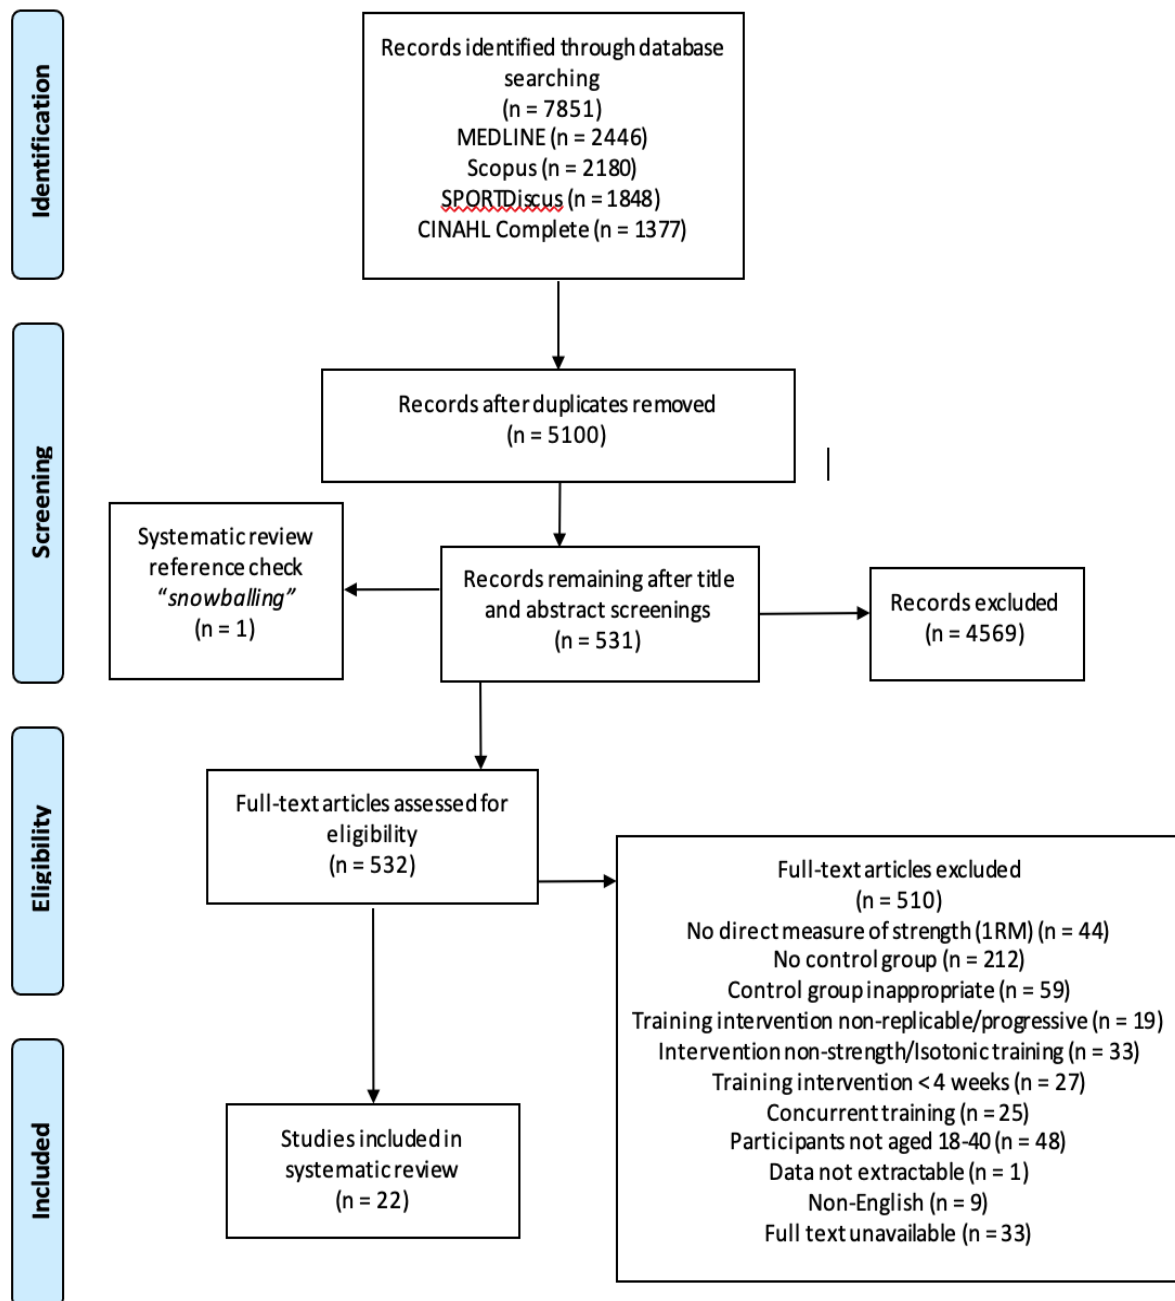 Identification
Records identified through database
searching
(n = 7851)
MEDLINE (n = 2446)
Scopus (n = 2180)
SPORTDiscus (n = 1848)
CINAHL Complete (n = 1377)
Screening
Records after duplicates removed
(n = 5100)
Systematic review
reference check
“snowballing”
(n = 1)
Records remaining after title
and abstract screenings
(n = 531)
Records excluded
(n = 4569)
Eligibility
Full-text articles assessed for
eligibility
(n = 532)
Full-text articles excluded
(n = 510)
No direct measure of strength (1RM) (n = 44)
No control group (n = 212)
Control group inappropriate (n = 59)
Training intervention non-replicable/progressive (n = 19)
Intervention non-strength/Isotonic training (n = 33)
Training intervention < 4 weeks (n = 27)
Concurrent training (n = 25)
Participants not aged 18-40 (n = 48)
Data not extractable (n = 1)
Non-English (n = 9)
Full text unavailable (n = 33)
Included
Studies included in
systematic review
(n = 22)